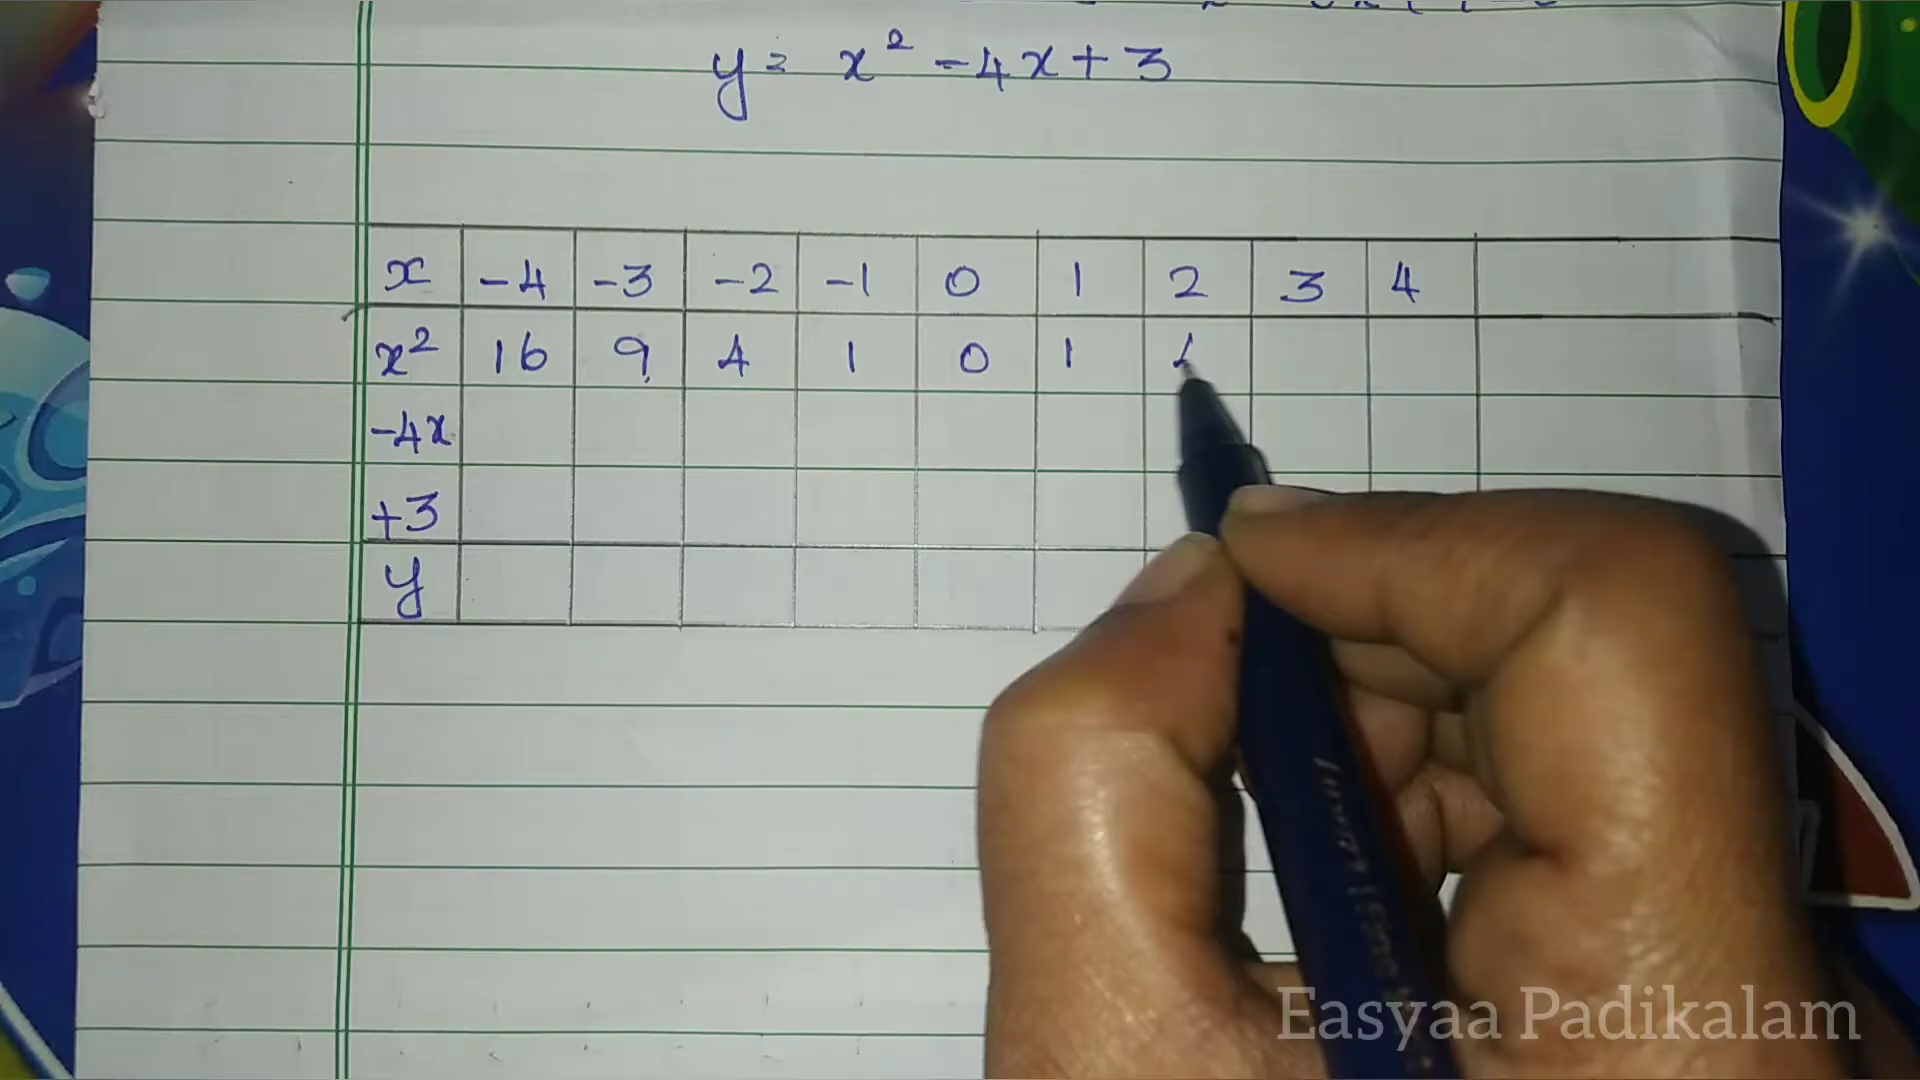 y = x² - 4x + 3
x -4 -3 -2 -1 0 1 2 3 4
x² 16 9 4 1 0 1
-4x
+3
y
Easyaa Padikalam